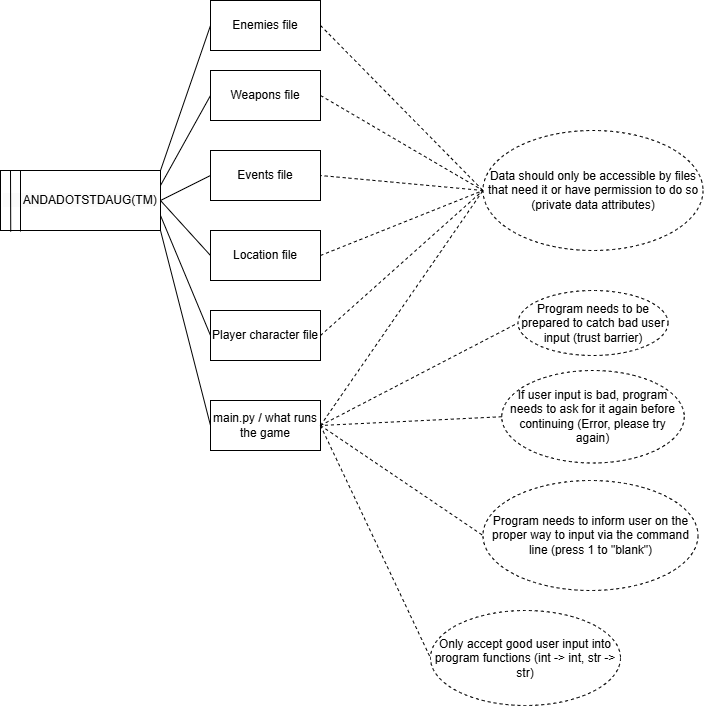 Enemies file
Weapons file
Events file
ANDADOTSTDAUG(TM)
Location file
Player character file
main.py / what runs
the game
Data should only be accessible by files
that need it or have permission to do so
(private data attributes)
Program needs to be
prepared to catch bad user
input (trust barrier)
If user input is bad, program
needs to ask for it again before
continuing (Error, please try
again)
Program needs to inform user on the
proper way to input via the command
line (press 1 to "blank")
Only accept good user input into
program functions (int -> int, str ->
str)